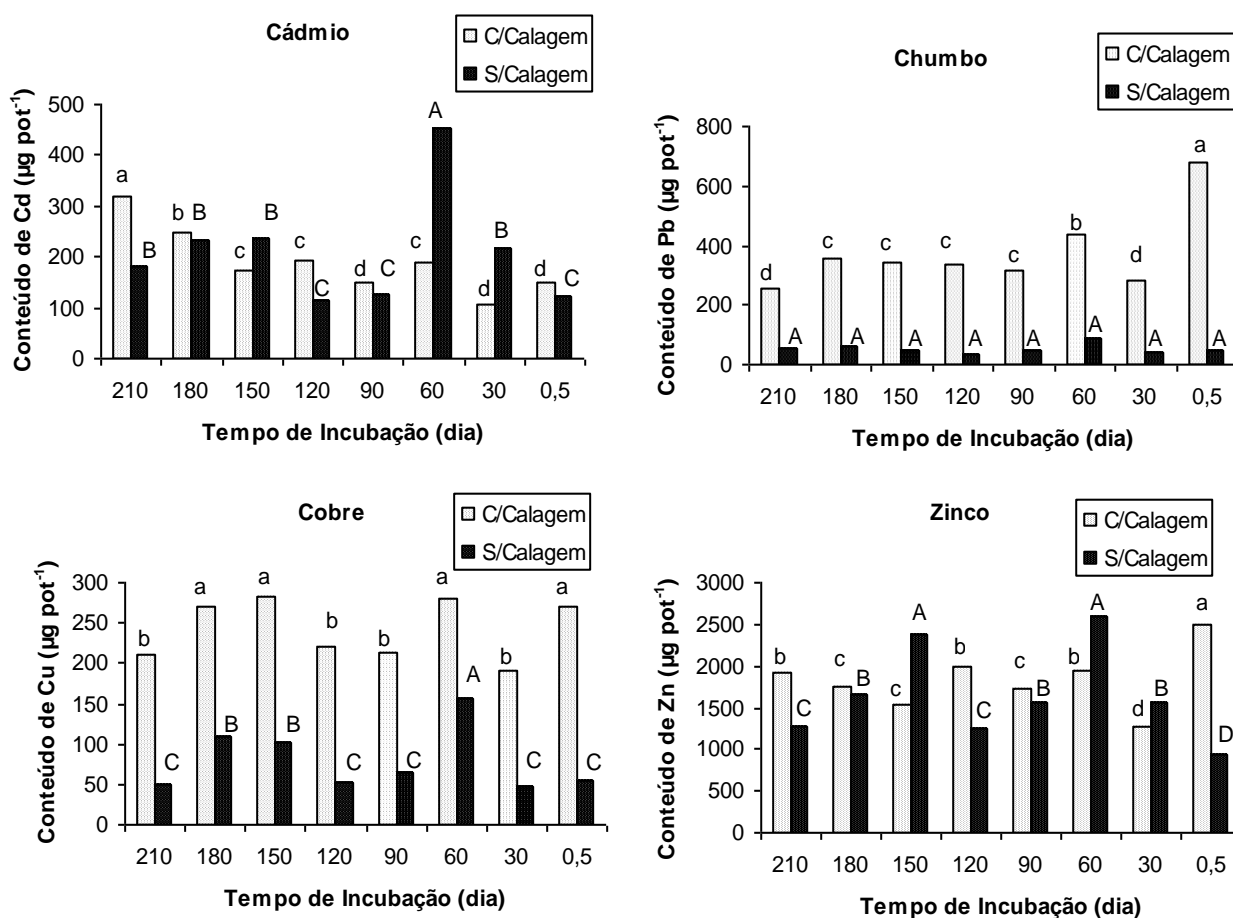 Cádmio
C/Calagem
S/Calagem
Conteúdo de Cd (µg pot⁻¹)
500
400
300
200
100
0
a
B
b
B
c
B
c
C
d
C
c
A
d
B
d
C
210 180 150 120 90 60 30 0,5
Tempo de Incubação (dia)
Chumbo
C/Calagem
S/Calagem
Conteúdo de Pb (µg pot⁻¹)
800
600
400
200
0
d
A
c
A
c
A
c
A
c
A
b
A
d
A
a
A
210 180 150 120 90 60 30 0,5
Tempo de Incubação (dia)
Cobre
C/Calagem
S/Calagem
Conteúdo de Cu (µg pot⁻¹)
300
250
200
150
100
50
0
b
C
a
B
a
B
b
C
b
C
a
A
b
C
a
C
210 180 150 120 90 60 30 0,5
Tempo de Incubação (dia)
Zinco
C/Calagem
S/Calagem
Conteúdo de Zn (µg pot⁻¹)
3000
2500
2000
1500
1000
500
0
b
C
c
B
c
A
b
C
c
B
b
A
d
B
a
D
210 180 150 120 90 60 30 0,5
Tempo de Incubação (dia)